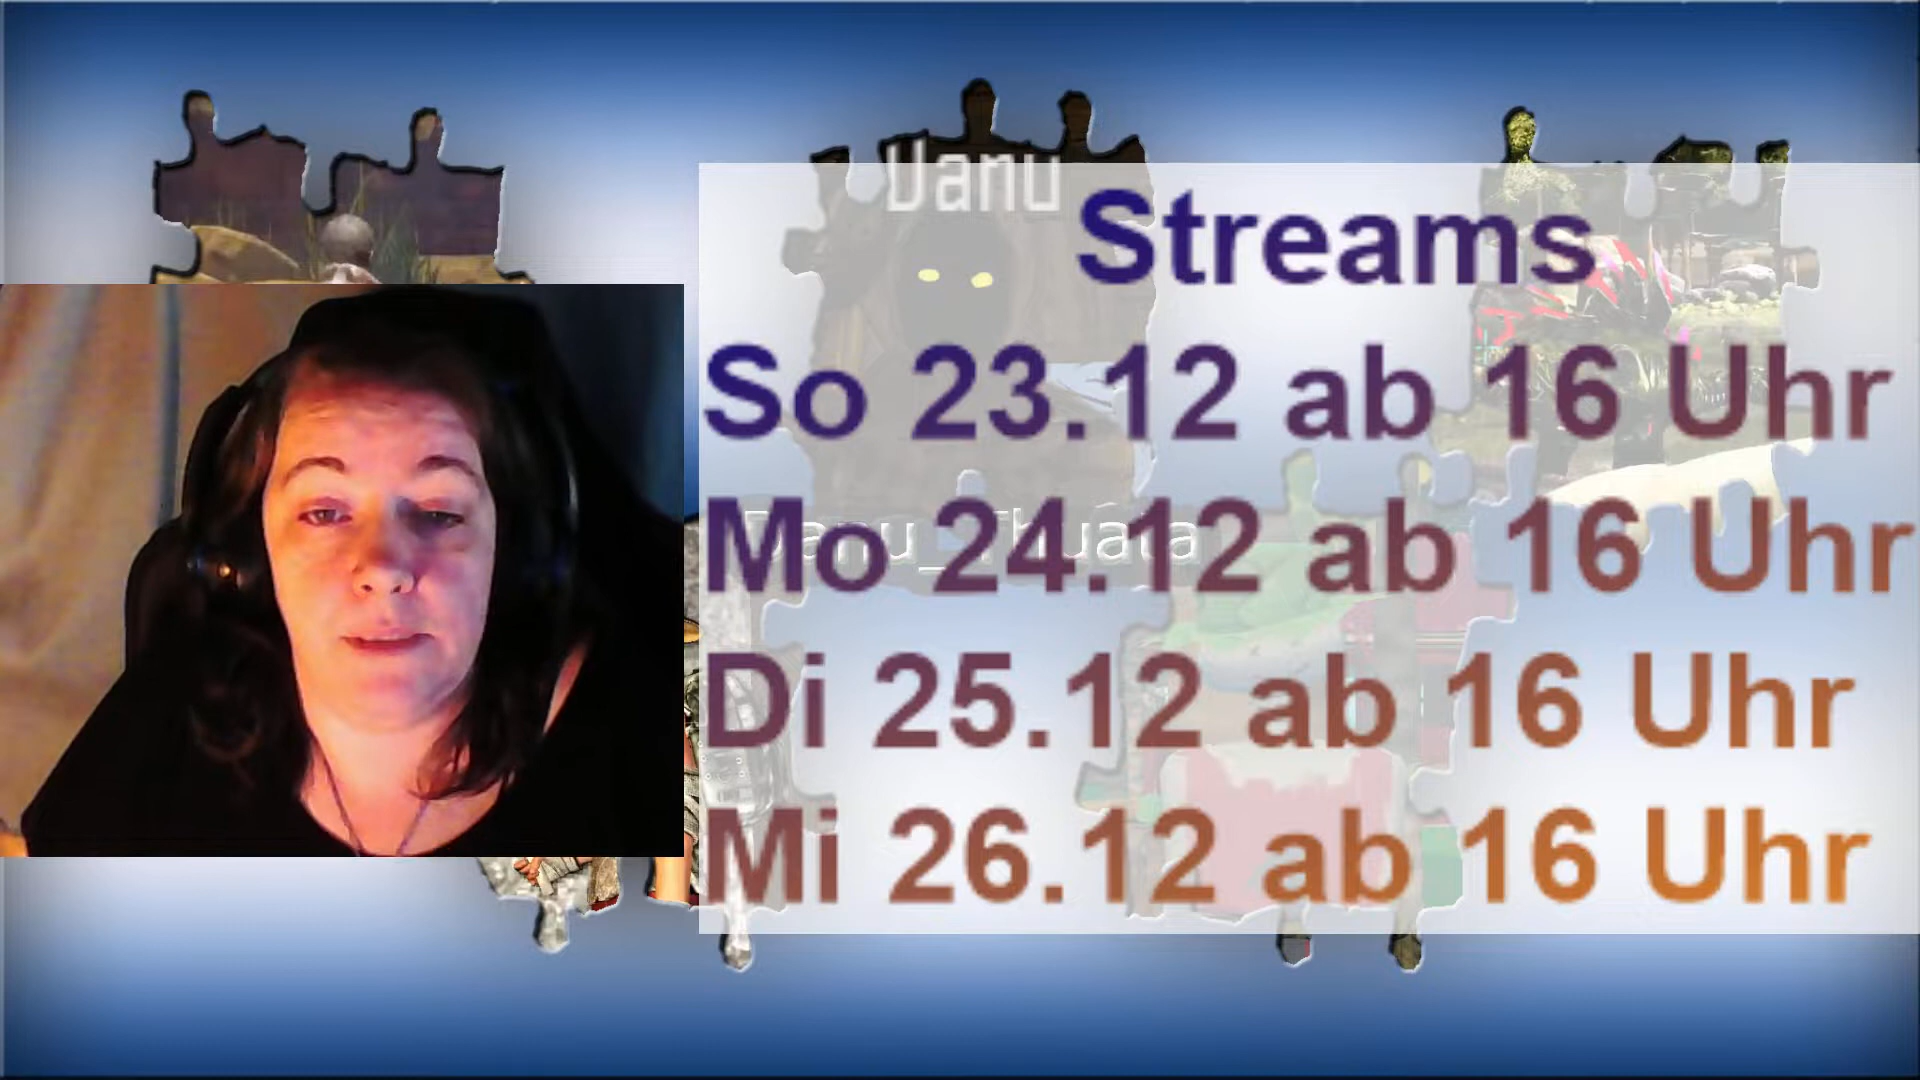 Danu
Streams
So 23.12 ab 16 Uhr
Mo 24.12 ab 16 Uhr
Danu_Thuata
Di 25.12 ab 16 Uhr
Mi 26.12 ab 16 Uhr